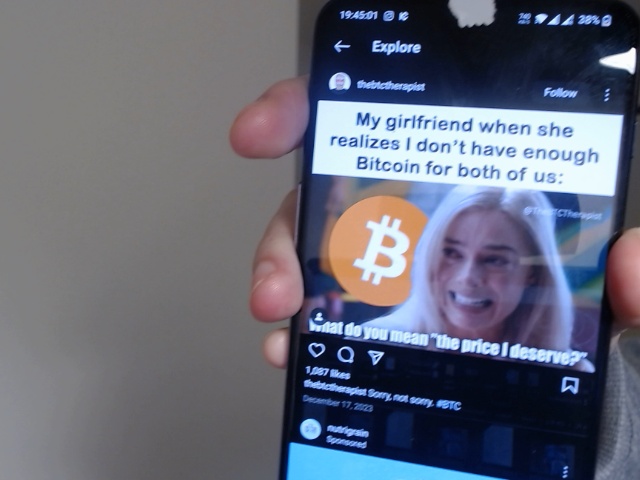 19:45:01
38%
Explore
thebtctherapist
Follow
My girlfriend when she
realizes I don't have enough
Bitcoin for both of us:
@TheBTCTherapist
What do you mean "the price I deserve?"
1,087 likes
thebtctherapist Sorry, not sorry. #BTC
December 17, 2023
nutrigrain
Sponsored